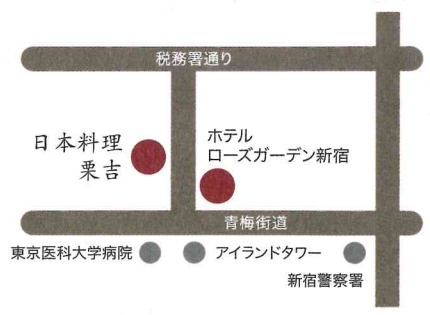 税務署通り
日本料理
栗吉
ホテル
ローズガーデン新宿
青梅街道
東京医科大学病院
アイランドタワー
新宿警察署